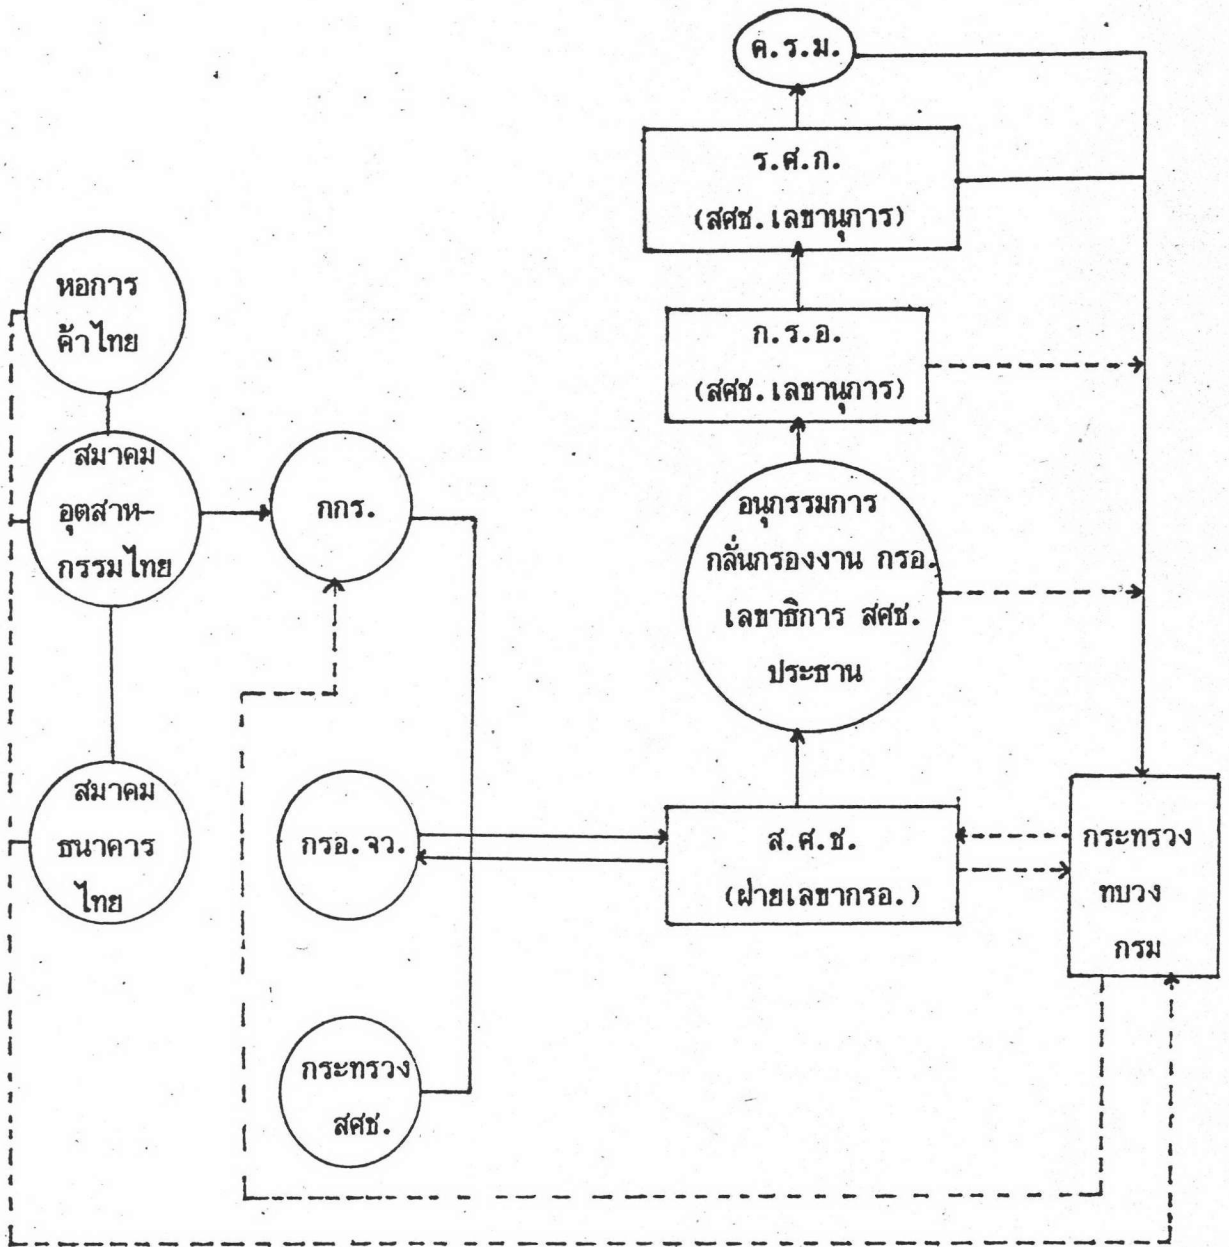 ค.ร.ม.
ร.ศ.ก.
(สศช.เลขานุการ)
หอการ
ค้าไทย
ก.ร.อ.
(สศช.เลขานุการ)
สมาคม
อุตสาห-
กรรมไทย
กกร.
อนุกรรมการ
กลั่นกรองงาน กรอ.
เลขาธิการ สศช.
ประธาน
สมาคม
ธนาคาร
ไทย
กรอ.จว.
ส.ศ.ช.
(ฝ่ายเลขากรอ.)
กระทรวง
ทบวง
กรม
กระทรวง
สศช.